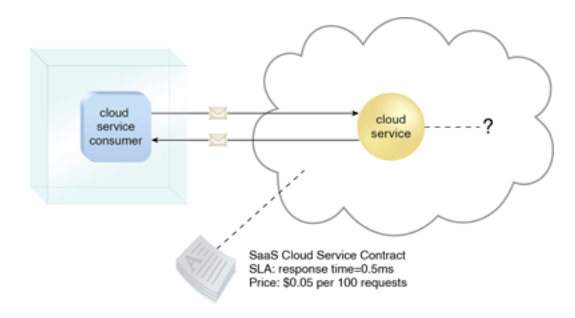 cloud
service
consumer
cloud
service
?
A
SaaS Cloud Service Contract
SLA: response time=0.5ms
Price: $0.05 per 100 requests